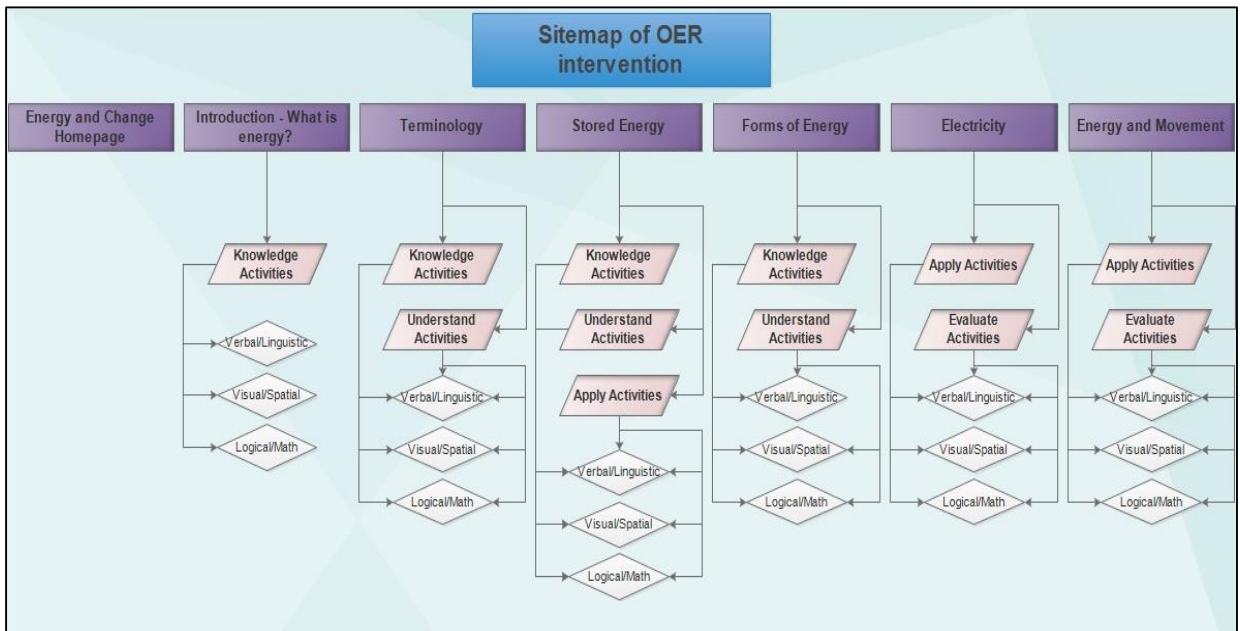 Sitemap of OER
intervention
Energy and Change
Homepage
Introduction - What is
energy?
Terminology
Stored Energy
Forms of Energy
Electricity
Energy and Movement
Knowledge
Activities
Verbal/Linguistic
Visual/Spatial
Logical/Math
Knowledge
Activities
Understand
Activities
Verbal/Linguistic
Visual/Spatial
Logical/Math
Knowledge
Activities
Understand
Activities
Apply Activities
Verbal/Linguistic
Visual/Spatial
Logical/Math
Knowledge
Activities
Understand
Activities
Verbal/Linguistic
Visual/Spatial
Logical/Math
Apply Activities
Evaluate
Activities
Verbal/Linguistic
Visual/Spatial
Logical/Math
Apply Activities
Evaluate
Activities
Verbal/Linguistic
Visual/Spatial
Logical/Math